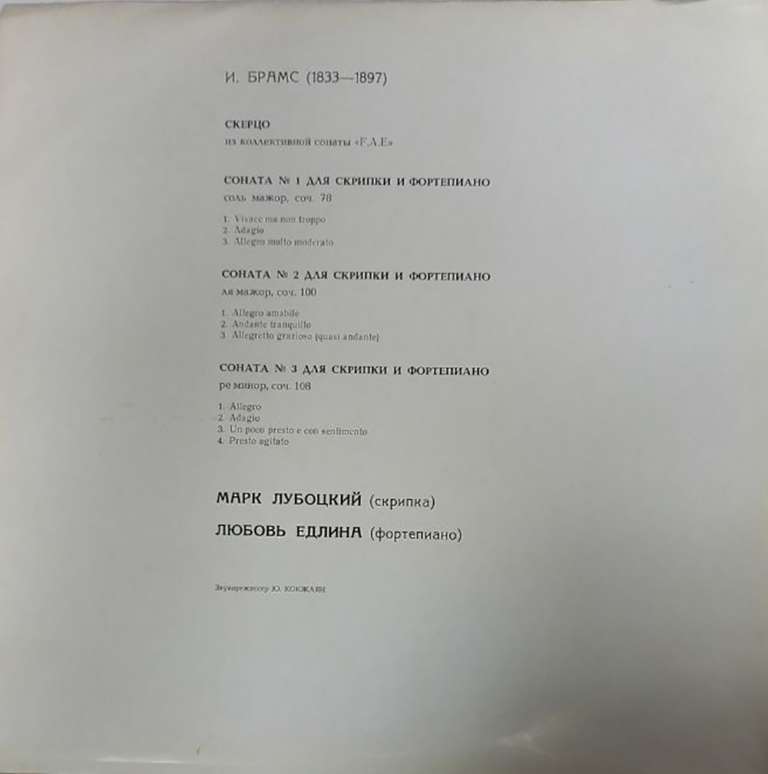 И. БРАМС (1833—1897)
СКЕРЦО
из коллективной сонаты «F.A.E»
СОНАТА № 1 ДЛЯ СКРИПКИ И ФОРТЕПИАНО
соль мажор, соч. 78
1. Vivace ma non troppo
2. Adagio
3. Allegro molto moderato
СОНАТА № 2 ДЛЯ СКРИПКИ И ФОРТЕПИАНО
ля мажор, соч. 100
1. Allegro amabile
2. Andante tranquillo
3 Allegretto grazioso (quasi andante)
СОНАТА № 3 ДЛЯ СКРИПКИ И ФОРТЕПИАНО
ре минор, соч. 108
1. Allegro
2. Adagio
3. Un poco presto e con sentimento
4. Presto agitato
МАРК ЛУБОЦКИЙ (скрипка)
ЛЮБОВЬ ЕДЛИНА (фортепиано)
Звукорежиссер Ю. КОКЖАЯН